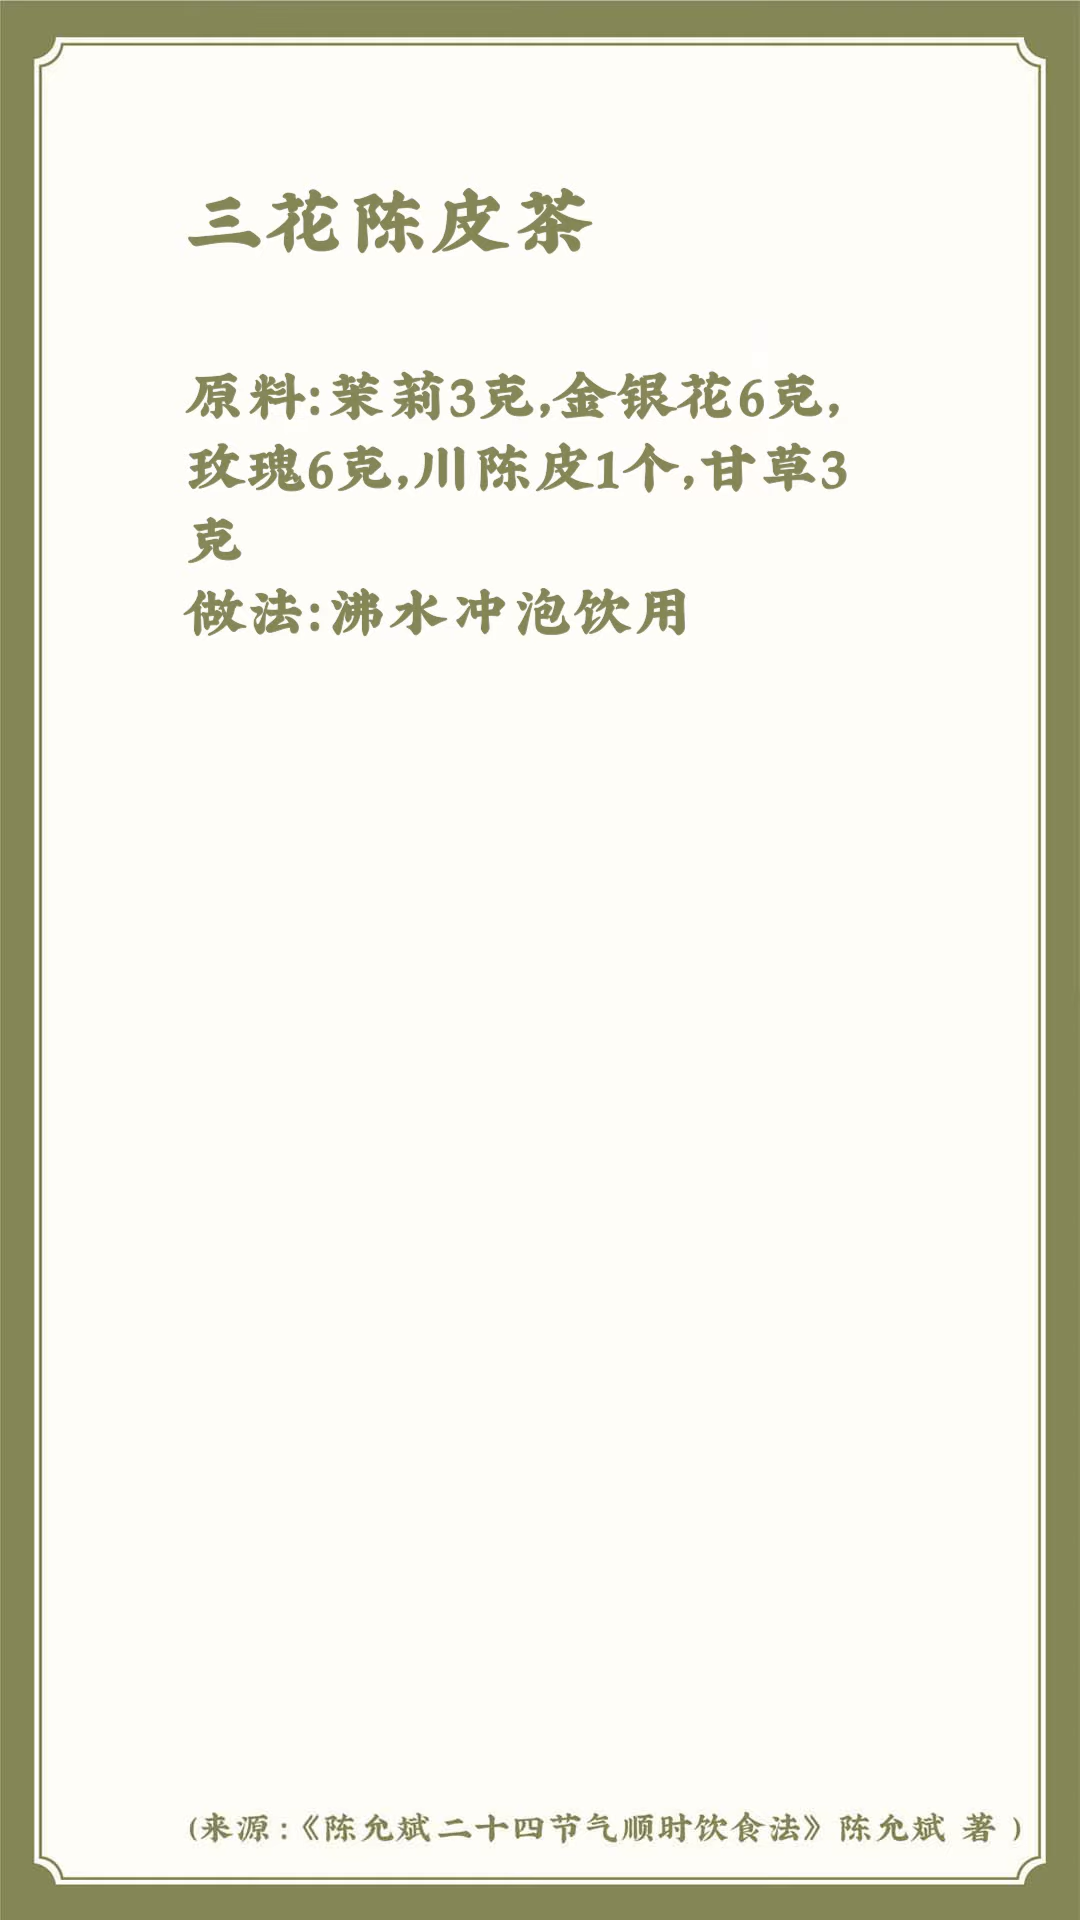 三花陈皮茶
原料:茉莉3克,金银花6克,
玫瑰6克,川陈皮1个,甘草3
克
做法:沸水冲泡饮用
(来源:《陈允斌二十四节气顺时饮食法》陈允斌 著 )